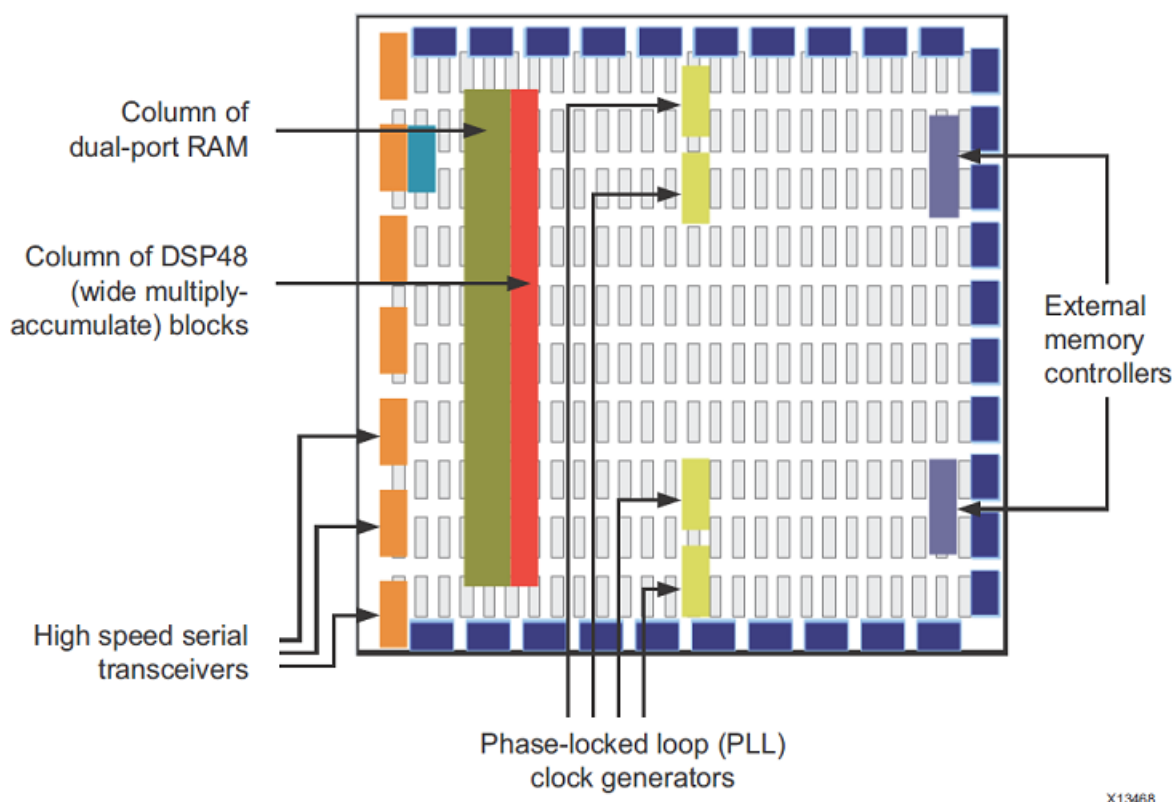 Column of
dual-port RAM
Column of DSP48
(wide multiply-
accumulate) blocks
External
memory
controllers
High speed serial
transceivers
Phase-locked loop (PLL)
clock generators
X13468